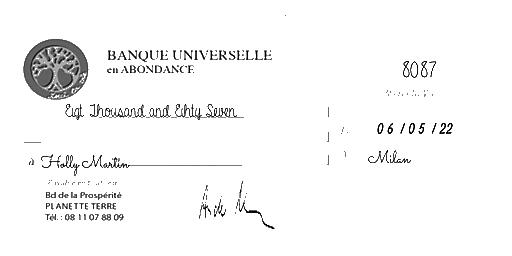 BANQUE UNIVERSELLE
en ABONDANCE
8087
Eigt Thousand and Eihty Seven
06/05/22
à Holly Martin
Milan
Bd de la Prospérité
PLANETTE TERRE
Tél. : 08 11 07 88 09